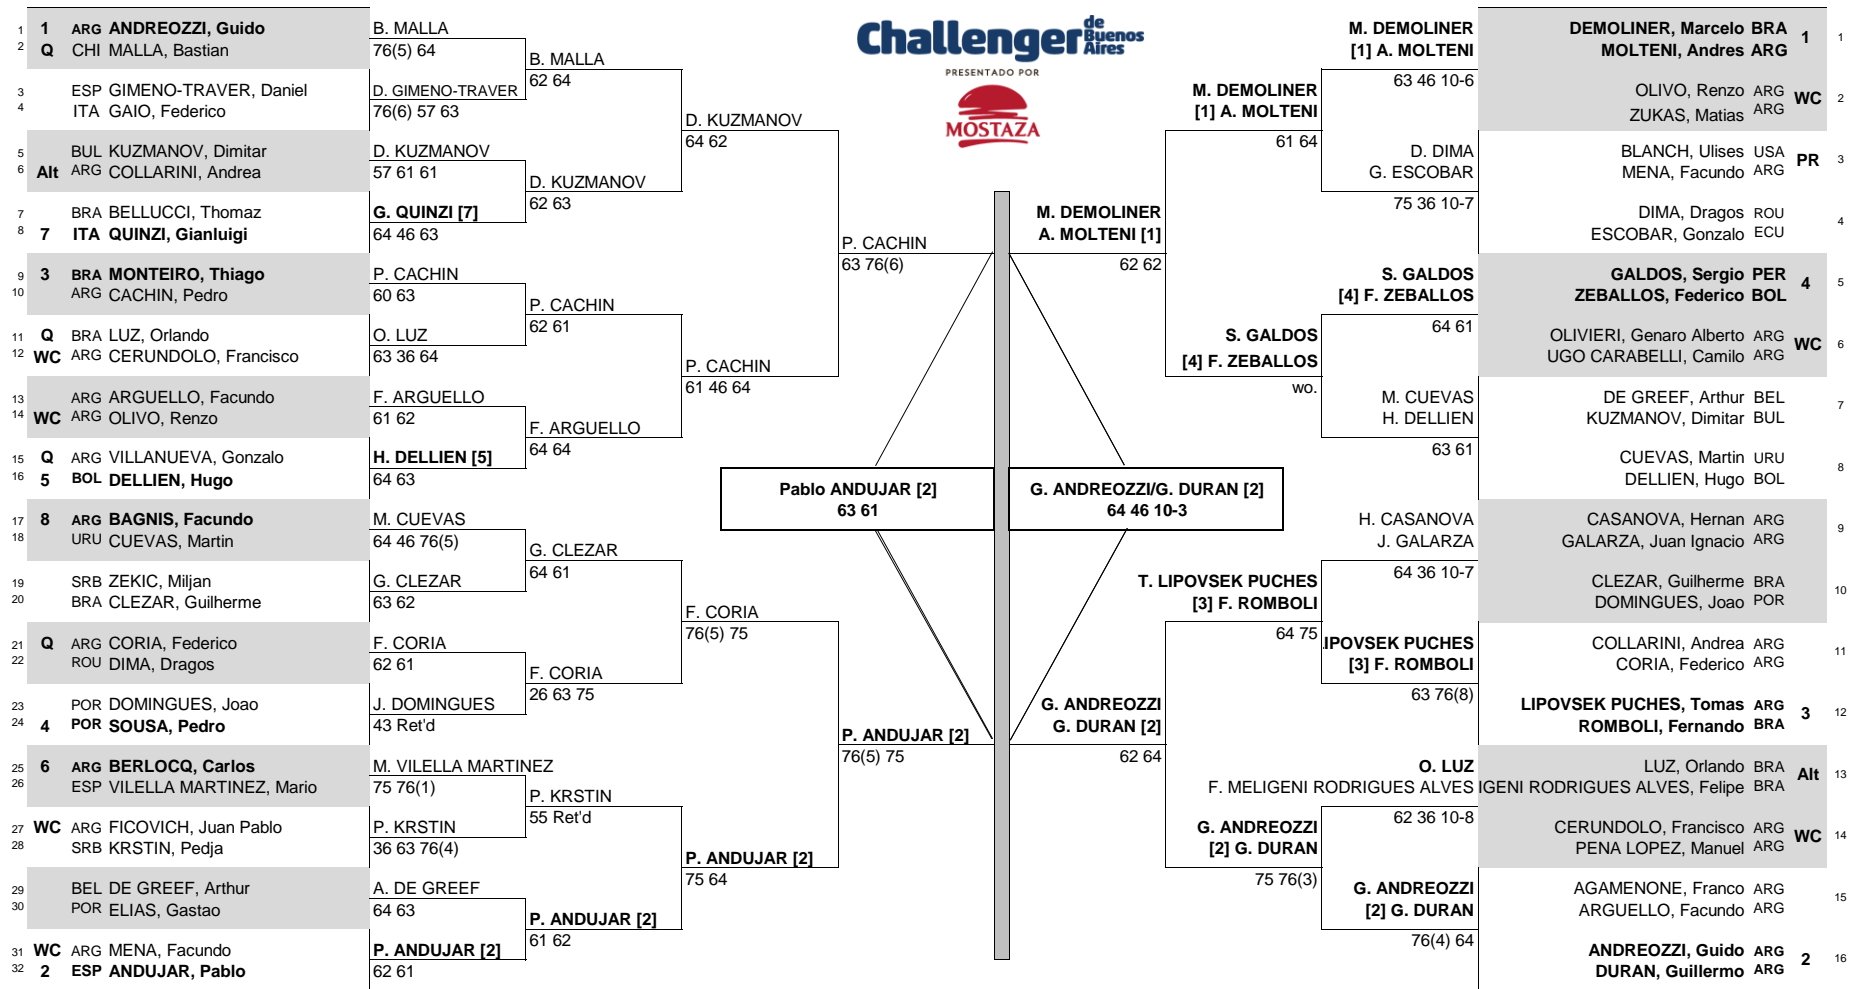 Challenger de Buenos Aires
PRESENTADO POR
MOSTAZA
1 1 ARG ANDREOZZI, Guido
2 Q CHI MALLA, Bastian
3 ESP GIMENO-TRAVER, Daniel
4 ITA GAIO, Federico
5 BUL KUZMANOV, Dimitar
6 Alt ARG COLLARINI, Andrea
7 BRA BELLUCCI, Thomaz
8 7 ITA QUINZI, Gianluigi
9 3 BRA MONTEIRO, Thiago
10 ARG CACHIN, Pedro
11 Q BRA LUZ, Orlando
12 WC ARG CERUNDOLO, Francisco
13 ARG ARGUELLO, Facundo
14 WC ARG OLIVO, Renzo
15 Q ARG VILLANUEVA, Gonzalo
16 5 BOL DELLIEN, Hugo
17 8 ARG BAGNIS, Facundo
18 URU CUEVAS, Martin
19 SRB ZEKIC, Miljan
20 BRA CLEZAR, Guilherme
21 Q ARG CORIA, Federico
22 ROU DIMA, Dragos
23 POR DOMINGUES, Joao
24 4 POR SOUSA, Pedro
25 6 ARG BERLOCQ, Carlos
26 ESP VILELLA MARTINEZ, Mario
27 WC ARG FICOVICH, Juan Pablo
28 SRB KRSTIN, Pedja
29 BEL DE GREEF, Arthur
30 POR ELIAS, Gastao
31 WC ARG MENA, Facundo
32 2 ESP ANDUJAR, Pablo
B. MALLA
76(5) 64
D. GIMENO-TRAVER
76(6) 57 63
D. KUZMANOV
57 61 61
G. QUINZI [7]
64 46 63
P. CACHIN
60 63
O. LUZ
63 36 64
F. ARGUELLO
61 62
H. DELLIEN [5]
64 63
M. CUEVAS
64 46 76(5)
G. CLEZAR
63 62
F. CORIA
62 61
J. DOMINGUES
43 Ret'd
M. VILELLA MARTINEZ
75 76(1)
P. KRSTIN
36 63 76(4)
A. DE GREEF
64 63
P. ANDUJAR [2]
62 61
B. MALLA
62 64
D. KUZMANOV
62 63
P. CACHIN
62 61
F. ARGUELLO
64 64
G. CLEZAR
64 61
F. CORIA
26 63 75
P. KRSTIN
55 Ret'd
P. ANDUJAR [2]
61 62
D. KUZMANOV
64 62
P. CACHIN
61 46 64
F. CORIA
76(5) 75
P. ANDUJAR [2]
75 64
P. CACHIN
63 76(6)
P. ANDUJAR [2]
76(5) 75
Pablo ANDUJAR [2]
63 61
G. ANDREOZZI/G. DURAN [2]
64 46 10-3
M. DEMOLINER
A. MOLTENI [1]
62 62
G. ANDREOZZI
G. DURAN [2]
62 64
M. DEMOLINER
[1] A. MOLTENI
61 64
S. GALDOS
[4] F. ZEBALLOS
wo.
T. LIPOVSEK PUCHES
[3] F. ROMBOLI
64 75
G. ANDREOZZI
[2] G. DURAN
75 76(3)
M. DEMOLINER
[1] A. MOLTENI
63 46 10-6
D. DIMA
G. ESCOBAR
75 36 10-7
S. GALDOS
[4] F. ZEBALLOS
64 61
M. CUEVAS
H. DELLIEN
63 61
H. CASANOVA
J. GALARZA
64 36 10-7
IPOVSEK PUCHES
[3] F. ROMBOLI
63 76(8)
O. LUZ
F. MELIGENI RODRIGUES ALVES
62 36 10-8
G. ANDREOZZI
[2] G. DURAN
76(4) 64
DEMOLINER, Marcelo BRA 1 1
MOLTENI, Andres ARG
OLIVO, Renzo ARG WC 2
ZUKAS, Matias ARG
BLANCH, Ulises USA PR 3
MENA, Facundo ARG
DIMA, Dragos ROU 4
ESCOBAR, Gonzalo ECU
GALDOS, Sergio PER 4 5
ZEBALLOS, Federico BOL
OLIVIERI, Genaro Alberto ARG WC 6
UGO CARABELLI, Camilo ARG
DE GREEF, Arthur BEL 7
KUZMANOV, Dimitar BUL
CUEVAS, Martin URU 8
DELLIEN, Hugo BOL
CASANOVA, Hernan ARG 9
GALARZA, Juan Ignacio ARG
CLEZAR, Guilherme BRA 10
DOMINGUES, Joao POR
COLLARINI, Andrea ARG 11
CORIA, Federico ARG
LIPOVSEK PUCHES, Tomas ARG 3 12
ROMBOLI, Fernando BRA
LUZ, Orlando BRA Alt 13
IGENI RODRIGUES ALVES, Felipe BRA
CERUNDOLO, Francisco ARG WC 14
PENA LOPEZ, Manuel ARG
AGAMENONE, Franco ARG 15
ARGUELLO, Facundo ARG
ANDREOZZI, Guido ARG 2 16
DURAN, Guillermo ARG